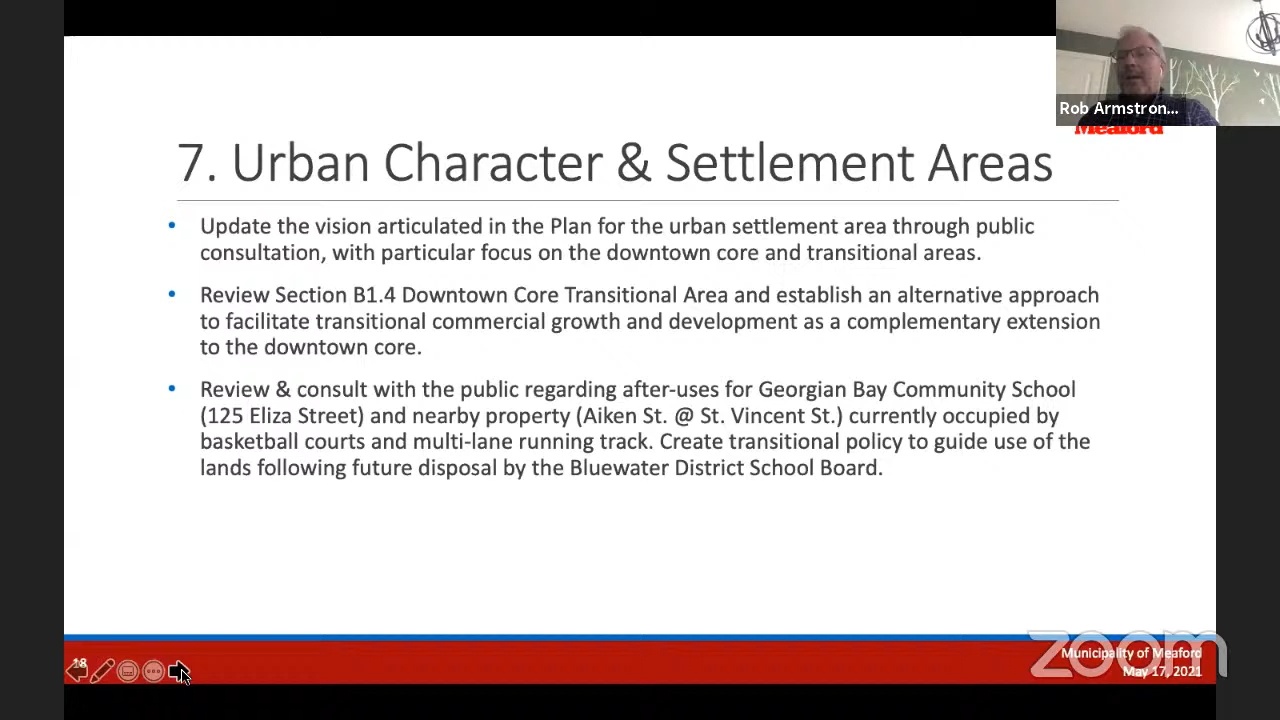 Rob Armstron...
Meaford
7. Urban Character & Settlement Areas
• Update the vision articulated in the Plan for the urban settlement area through public
consultation, with particular focus on the downtown core and transitional areas.
• Review Section B1.4 Downtown Core Transitional Area and establish an alternative approach
to facilitate transitional commercial growth and development as a complementary extension
to the downtown core.
• Review & consult with the public regarding after-uses for Georgian Bay Community School
(125 Eliza Street) and nearby property (Aiken St. @ St. Vincent St.) currently occupied by
basketball courts and multi-lane running track. Create transitional policy to guide use of the
lands following future disposal by the Bluewater District School Board.
18
zoom
Municipality of Meaford
May 17, 2021